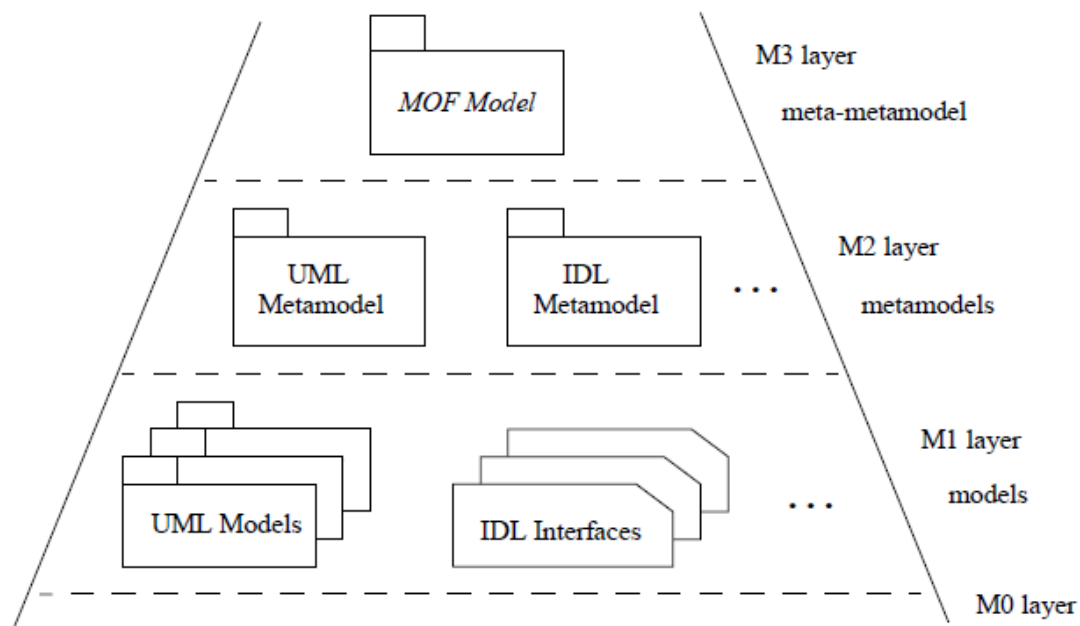 MOF Model
M3 layer
meta-metamodel
UML
Metamodel
IDL
Metamodel
. . .
M2 layer
metamodels
UML Models
IDL Interfaces
. . .
M1 layer
models
M0 layer